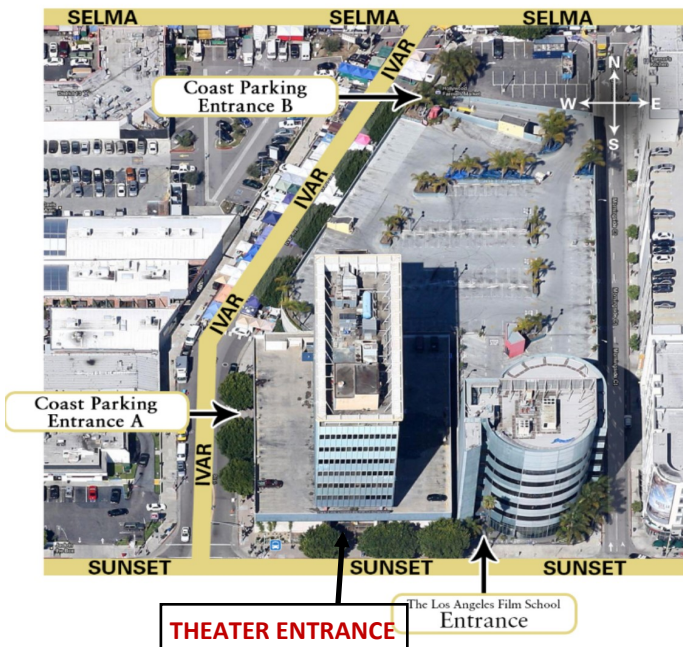 SELMA
SELMA
SELMA
IVAR
Coast Parking
Entrance B
N
W E
S
IVAR
Coast Parking
Entrance A
IVAR
SUNSET
SUNSET
SUNSET
THEATER ENTRANCE
The Los Angeles Film School
Entrance